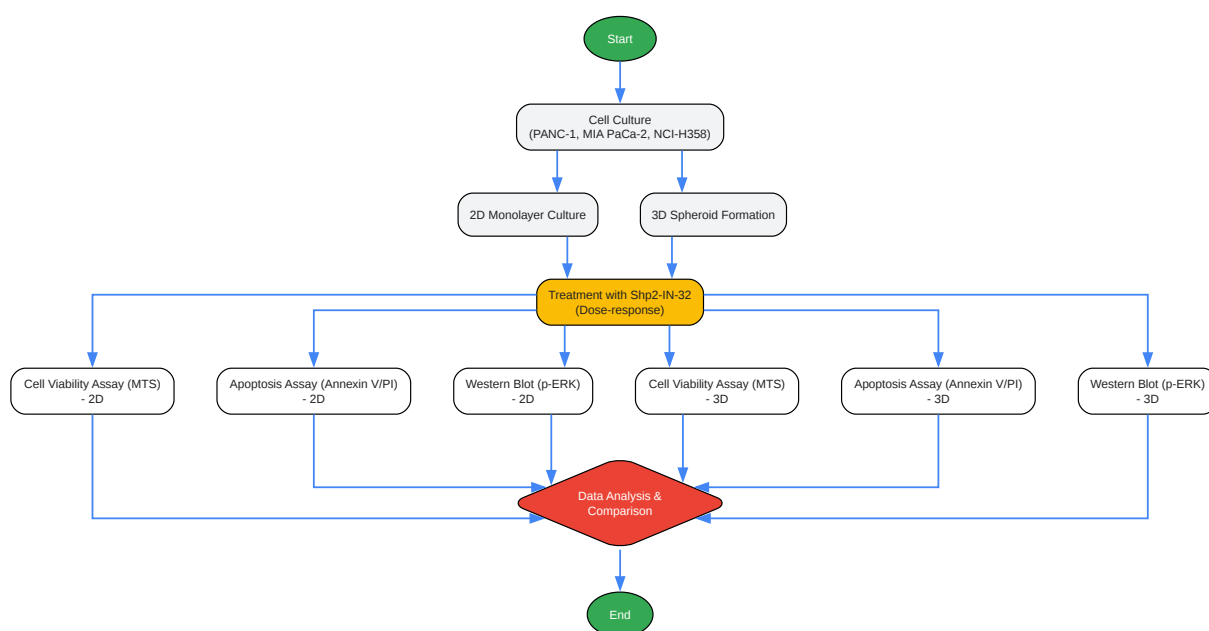 Start
Cell Culture
(PANC-1, MIA PaCa-2, NCI-H358)
2D Monolayer Culture
3D Spheroid Formation
Treatment with Shp2-IN-32
(Dose-response)
Cell Viability Assay (MTS)
- 2D
Apoptosis Assay (Annexin V/PI)
- 2D
Western Blot (p-ERK)
- 2D
Cell Viability Assay (MTS)
- 3D
Apoptosis Assay (Annexin V/PI)
- 3D
Western Blot (p-ERK)
- 3D
Data Analysis &
Comparison
End